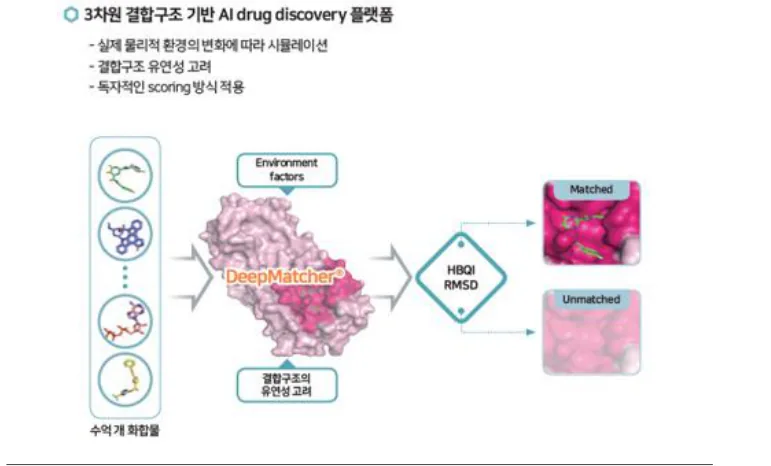 3차원 결합구조 기반 AI drug discovery 플랫폼
- 실제 물리적 환경의 변화에 따라 시뮬레이션
- 결합구조 유연성 고려
- 독자적인 scoring 방식 적용
Environment
factors
Matched
DeepMatcher®
HBQI
RMSD
Unmatched
결합구조의
유연성 고려
수억 개 화합물